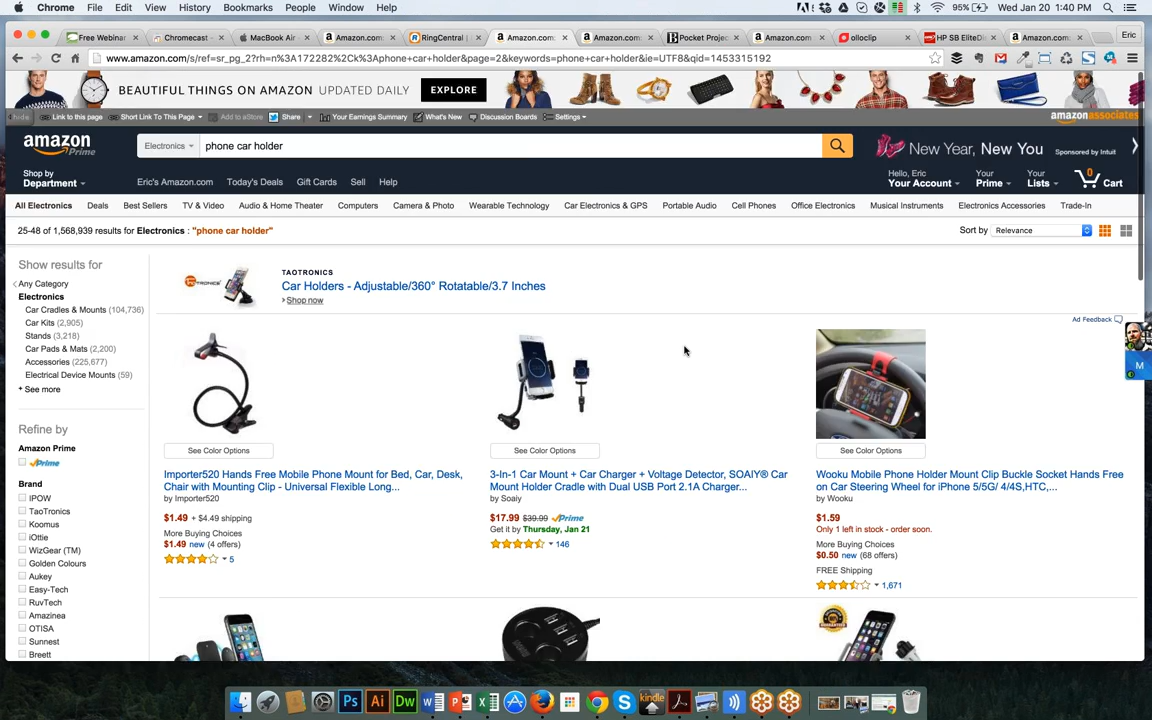 Chrome File Edit View History Bookmarks People Window Help 95% Wed Jan 20 1:40 PM
Free Webinar Chromecast - MacBook Air Amazon.com: RingCentral Amazon.com: Amazon.com: Pocket Projec Amazon.com: olloclip HP SB EliteDi Amazon.com: Eric
www.amazon.com/s/ref=sr_pg_2?rh=n%3A172282%2Ck%3Aphone+car+holder&page=2&keywords=phone+car+holder&ie=UTF8&qid=1453315192
BEAUTIFUL THINGS ON AMAZON UPDATED DAILY EXPLORE
hide Link to this page Short Link To This Page Add to aStore Share Your Earnings Summary What's New Discussion Boards Settings amazonassociates
amazon Prime Electronics phone car holder New Year, New You Sponsored by Intuit
Shop by Department Eric's Amazon.com Today's Deals Gift Cards Sell Help Hello, Eric Your Account Your Prime Your Lists 0 Cart
All Electronics Deals Best Sellers TV & Video Audio & Home Theater Computers Camera & Photo Wearable Technology Car Electronics & GPS Portable Audio Cell Phones Office Electronics Musical Instruments Electronics Accessories Trade-In
25-48 of 1,568,939 results for Electronics : "phone car holder" Sort by Relevance
Show results for
Any Category
Electronics
Car Cradles & Mounts (104,736)
Car Kits (2,905)
Stands (3,218)
Car Pads & Mats (2,200)
Accessories (225,677)
Electrical Device Mounts (59)
+ See more
Refine by
Amazon Prime
Prime
Brand
IPOW
TaoTronics
Koomus
iOttie
WizGear (TM)
Golden Colours
Aukey
Easy-Tech
RuvTech
Amazinea
OTISA
Sunnest
Breett
TAOTRONICS
Car Holders - Adjustable/360° Rotatable/3.7 Inches
Shop now
Ad Feedback
See Color Options
Importer520 Hands Free Mobile Phone Mount for Bed, Car, Desk,
Chair with Mounting Clip - Universal Flexible Long...
by Importer520
$1.49 + $4.49 shipping
More Buying Choices
$1.49 new (4 offers)
5
See Color Options
3-In-1 Car Mount + Car Charger + Voltage Detector, SOAIY® Car
Mount Holder Cradle with Dual USB Port 2.1A Charger...
by Soaiy
$17.99 $39.99 Prime
Get it by Thursday, Jan 21
146
See Color Options
Wooku Mobile Phone Holder Mount Clip Buckle Socket Hands Free
on Car Steering Wheel for iPhone 5/5G/ 4/4S,HTC,...
by Wooku
$1.59
Only 1 left in stock - order soon.
More Buying Choices
$0.50 new (68 offers)
FREE Shipping
1,671
M
Ps Ai Dw kindle